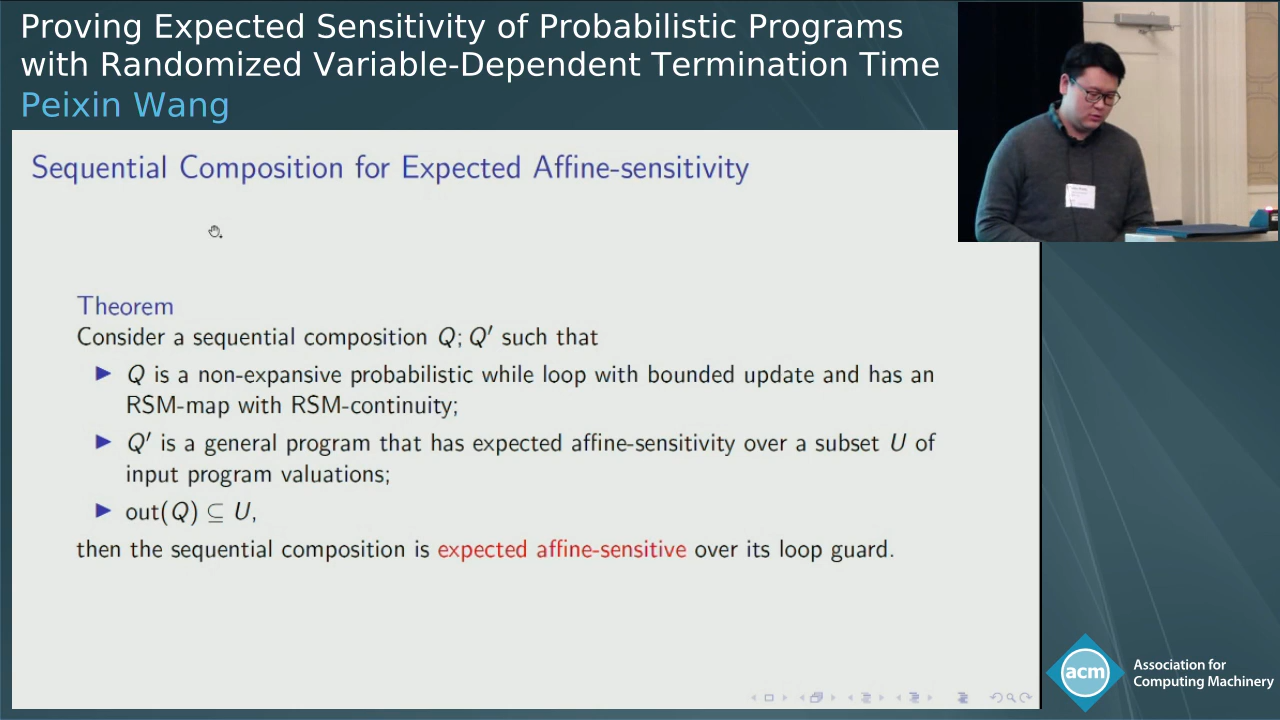 Proving Expected Sensitivity of Probabilistic Programs
with Randomized Variable-Dependent Termination Time
Peixin Wang
Sequential Composition for Expected Affine-sensitivity
Theorem
Consider a sequential composition Q; Q′ such that
▶ Q is a non-expansive probabilistic while loop with bounded update and has an
RSM-map with RSM-continuity;
▶ Q′ is a general program that has expected affine-sensitivity over a subset U of
input program valuations;
▶ out(Q) ⊆ U,
then the sequential composition is expected affine-sensitive over its loop guard.
acm
Association for
Computing Machinery